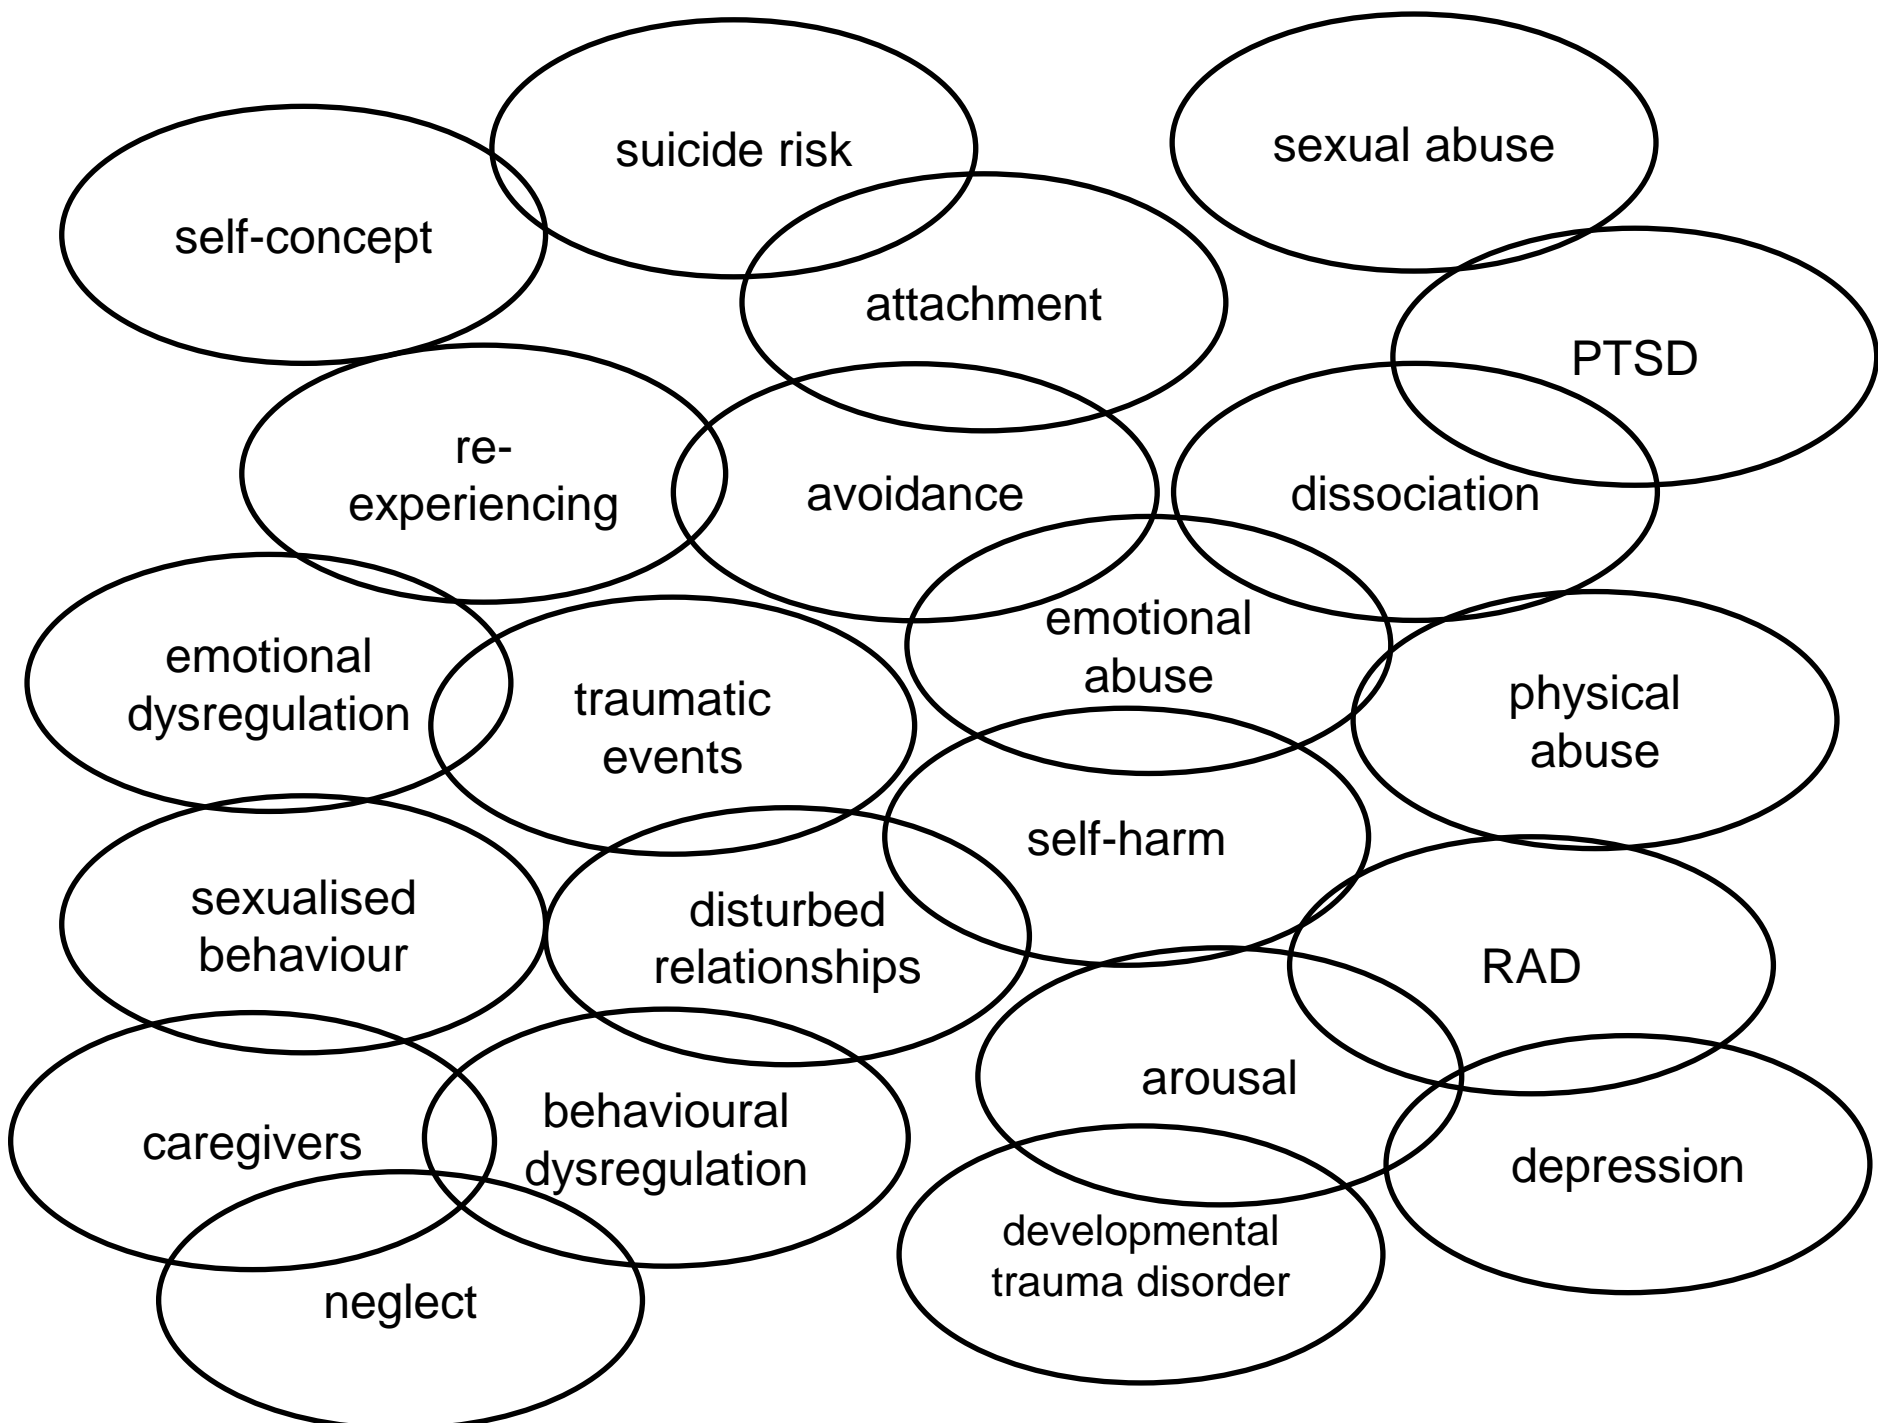 suicide risk
sexual abuse
self-concept
attachment
PTSD
re-
experiencing
avoidance
dissociation
emotional
abuse
emotional
dysregulation
traumatic
events
physical
abuse
self-harm
sexualised
behaviour
disturbed
relationships
RAD
arousal
caregivers
behavioural
dysregulation
depression
developmental
trauma disorder
neglect